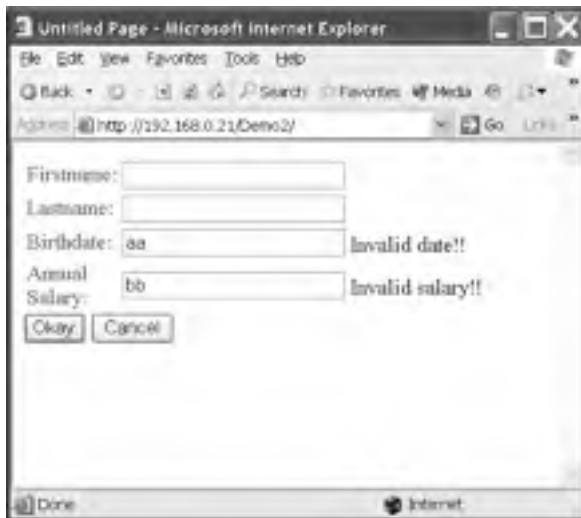 Untitled Page - Microsoft Internet Explorer
File Edit View Favorites Tools Help
Back Search Favorites Media
Address http://192.168.0.21/Demo2/ Go Links
Firstname:
Lastname:
Birthdate: aa Invalid date!!
Annual
Salary: bb Invalid salary!!
Okay Cancel
Done Internet